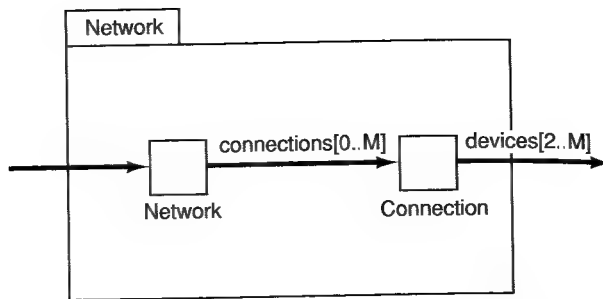 Network
connections[0..M]
devices[2..M]
Network
Connection